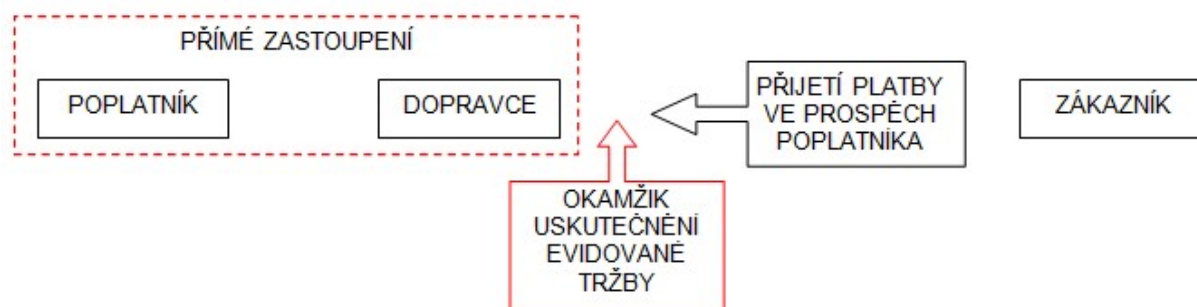 PŘÍMÉ ZASTOUPENÍ
POPLATNÍK
DOPRAVCE
PŘIJETÍ PLATBY
VE PROSPĚCH
POPLATNÍKA
ZÁKAZNÍK
OKAMŽIK
USKUTEČNĚNÍ
EVIDOVANÉ
TRŽBY